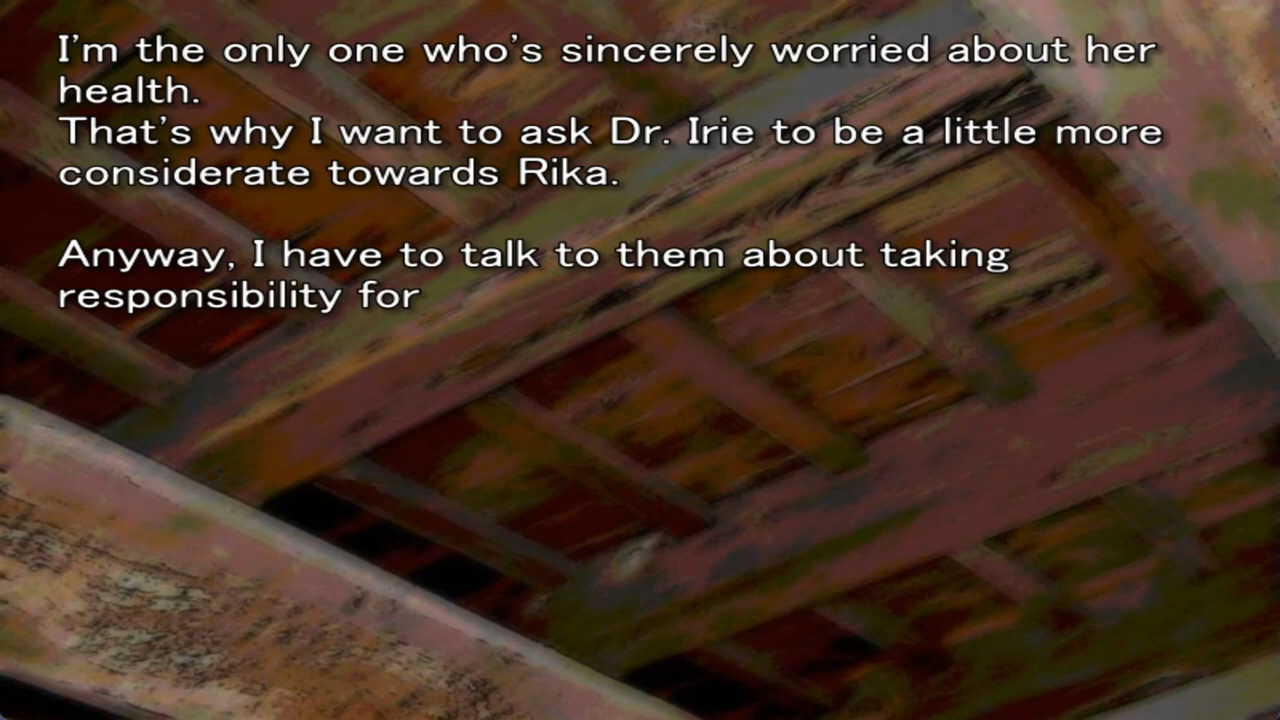 I'm the only one who's sincerely worried about her
health.
That's why I want to ask Dr. Irie to be a little more
considerate towards Rika.
Anyway, I have to talk to them about taking
responsibility for